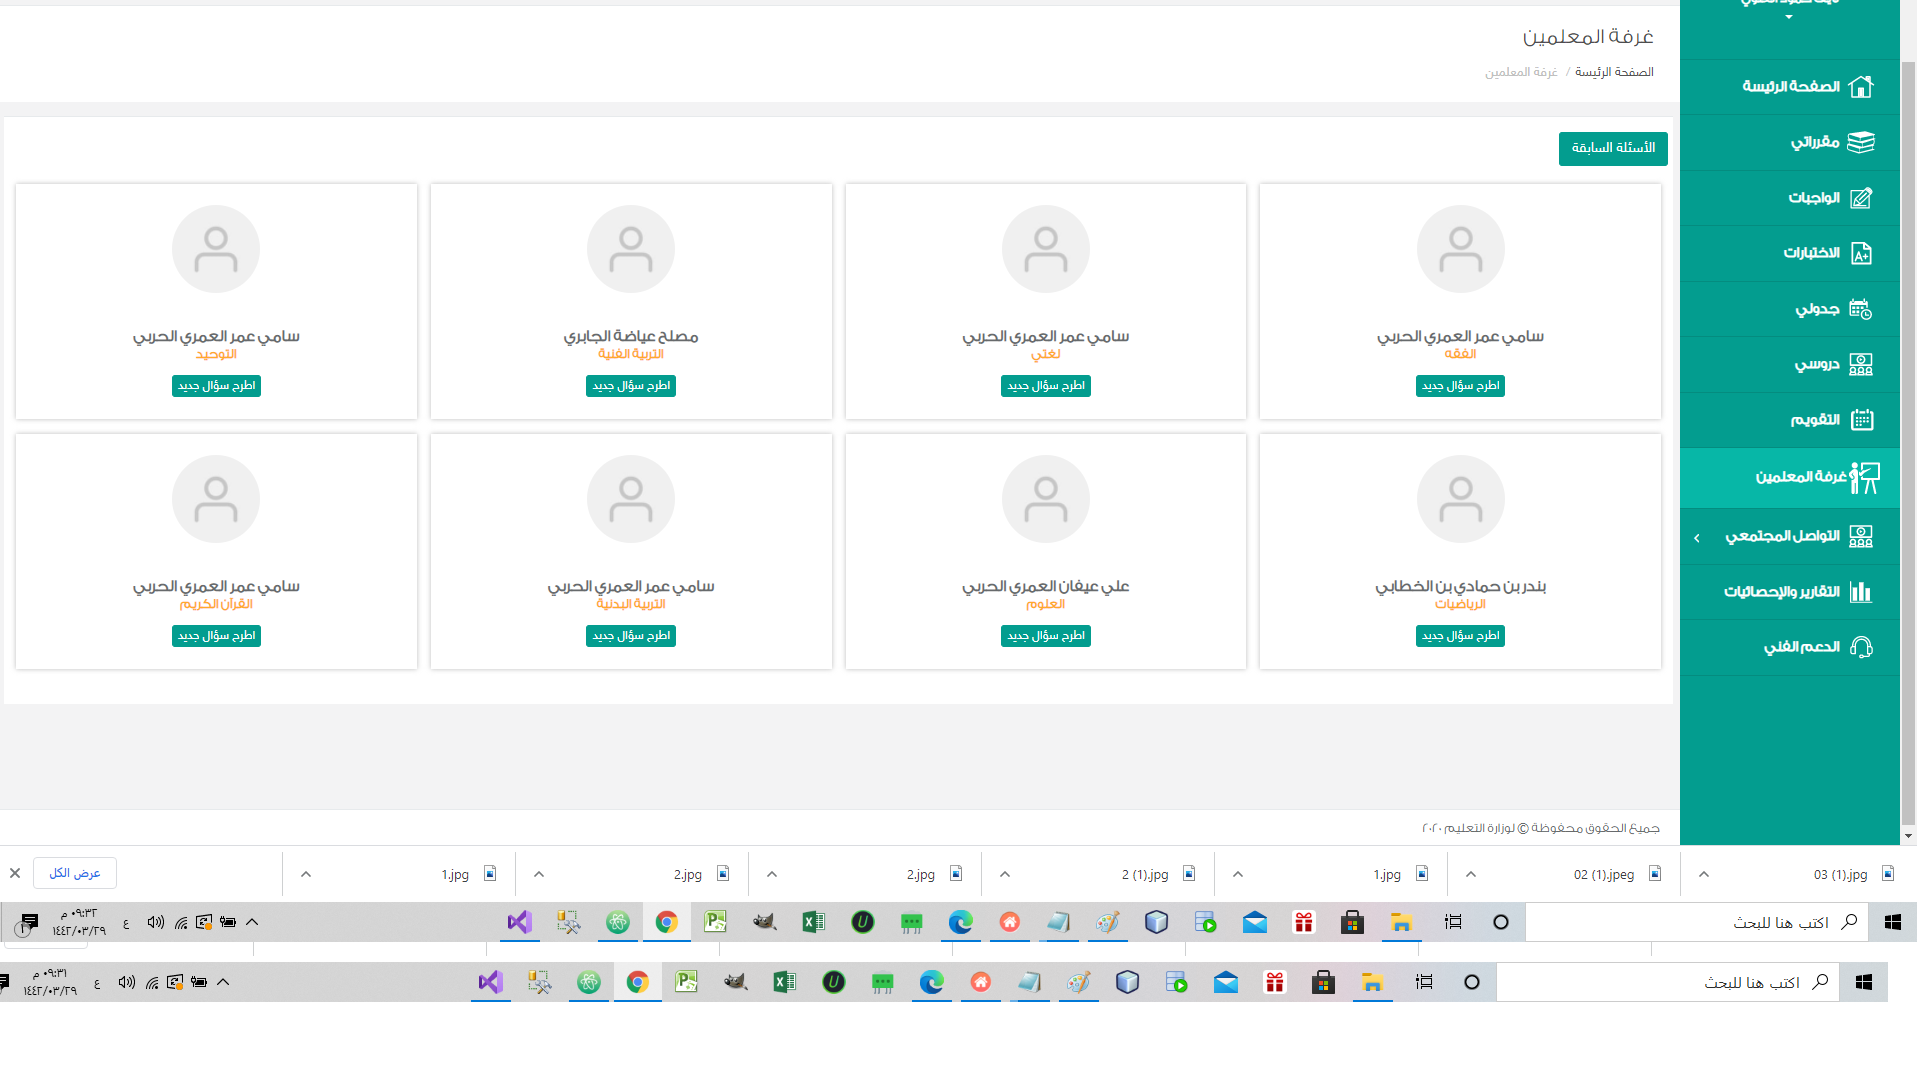 غرفة المعلمين
الصفحة الرئيسة / غرفة المعلمين
الأسئلة السابقة
سامي عمر العمري الحربي
الفقه
اطرح سؤال جديد
سامي عمر العمري الحربي
لغتي
اطرح سؤال جديد
مصلح عياضة الجابري
التربية الفنية
اطرح سؤال جديد
سامي عمر العمري الحربي
التوحيد
اطرح سؤال جديد
بندر بن حمادي بن الخطابي
الرياضيات
اطرح سؤال جديد
علي عيفان العمري الحربي
العلوم
اطرح سؤال جديد
سامي عمر العمري الحربي
التربية البدنية
اطرح سؤال جديد
سامي عمر العمري الحربي
القرآن الكريم
اطرح سؤال جديد
الصفحة الرئيسة
مقرراتي
الواجبات
الاختبارات
جدولي
دروسي
التقويم
غرفة المعلمين
التواصل المجتمعي
التقارير والإحصائيات
الدعم الفني
جميع الحقوق محفوظة © لوزارة التعليم ٢٠٢٠
03 (1).jpg
02 (1).jpeg
1.jpg
2 (1).jpg
2.jpg
2.jpg
1.jpg
عرض الكل
اكتب هنا للبحث
ع
٠٩:٣٢ م
١٤٤٢/٠٣/٢٩
اكتب هنا للبحث
ع
٠٩:٣١ م
١٤٤٢/٠٣/٢٩